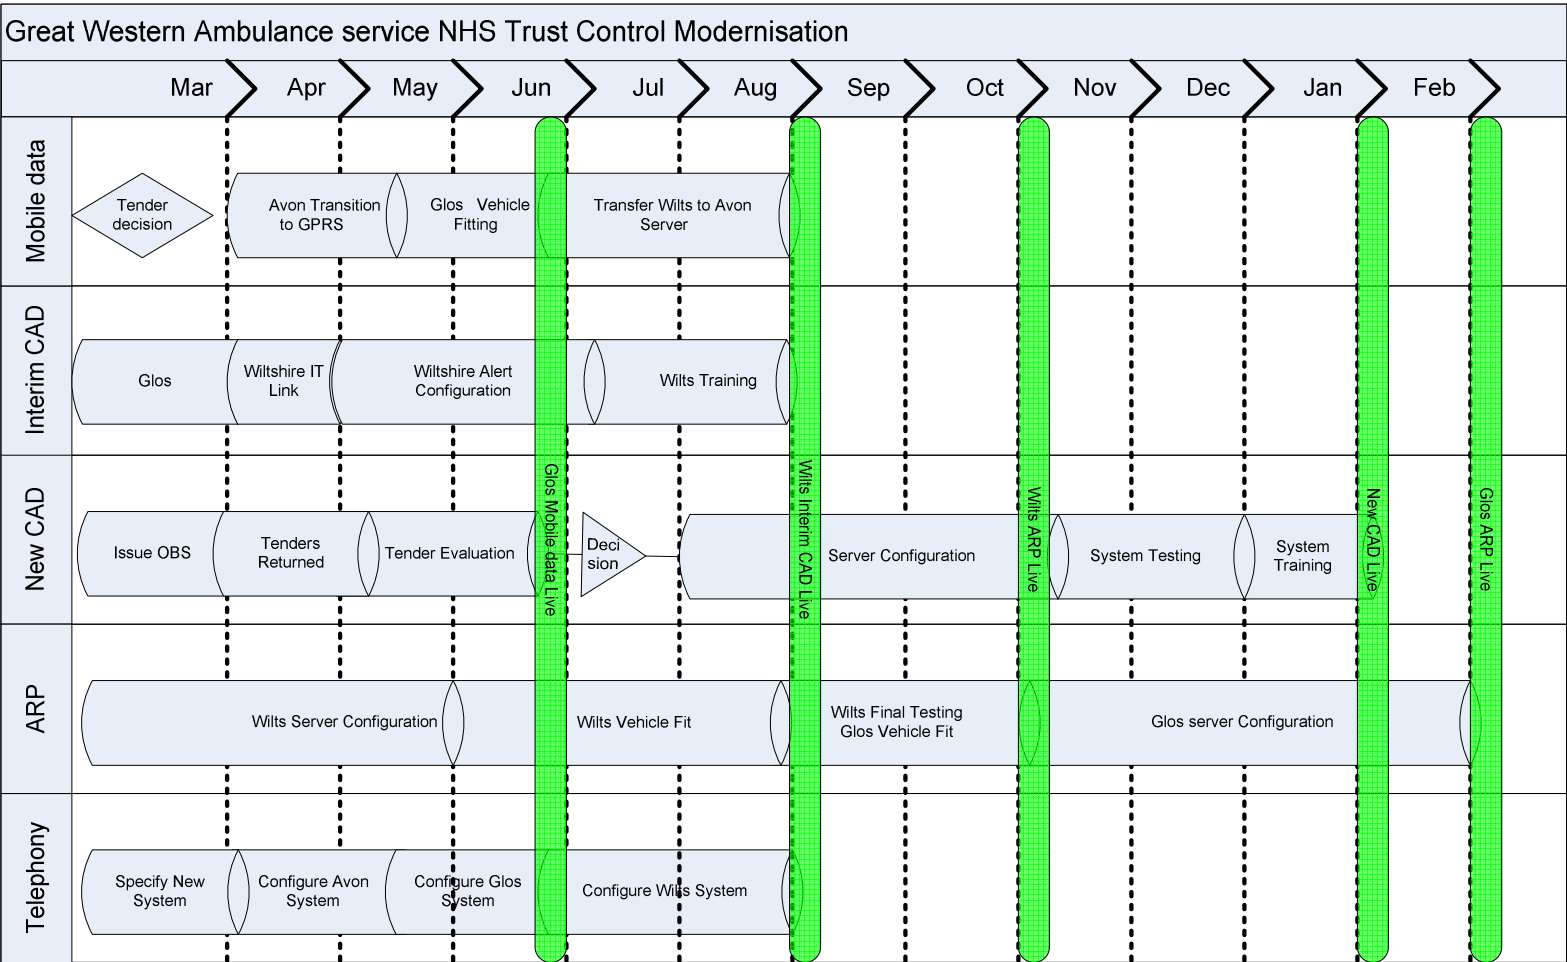 Great Western Ambulance service NHS Trust Control Modernisation
Mar Apr May Jun Jul Aug Sep Oct Nov Dec Jan Feb
Mobile data
Tender
decision
Avon Transition
to GPRS
Glos Vehicle
Fitting
Transfer Wilts to Avon
Server
Interim CAD
Glos
Wiltshire IT
Link
Wiltshire Alert
Configuration
Wilts Training
New CAD
Issue OBS
Tenders
Returned
Tender Evaluation
Glos Mobile data Live
Deci
sion
Wilts Interim CAD Live
Server Configuration
Wilts ARP Live
System Testing
System
Training
New CAD Live
Glos ARP Live
ARP
Wilts Server Configuration
Wilts Vehicle Fit
Wilts Final Testing
Glos Vehicle Fit
Glos server Configuration
Telephony
Specify New
System
Configure Avon
System
Configure Glos
System
Configure Wilts System